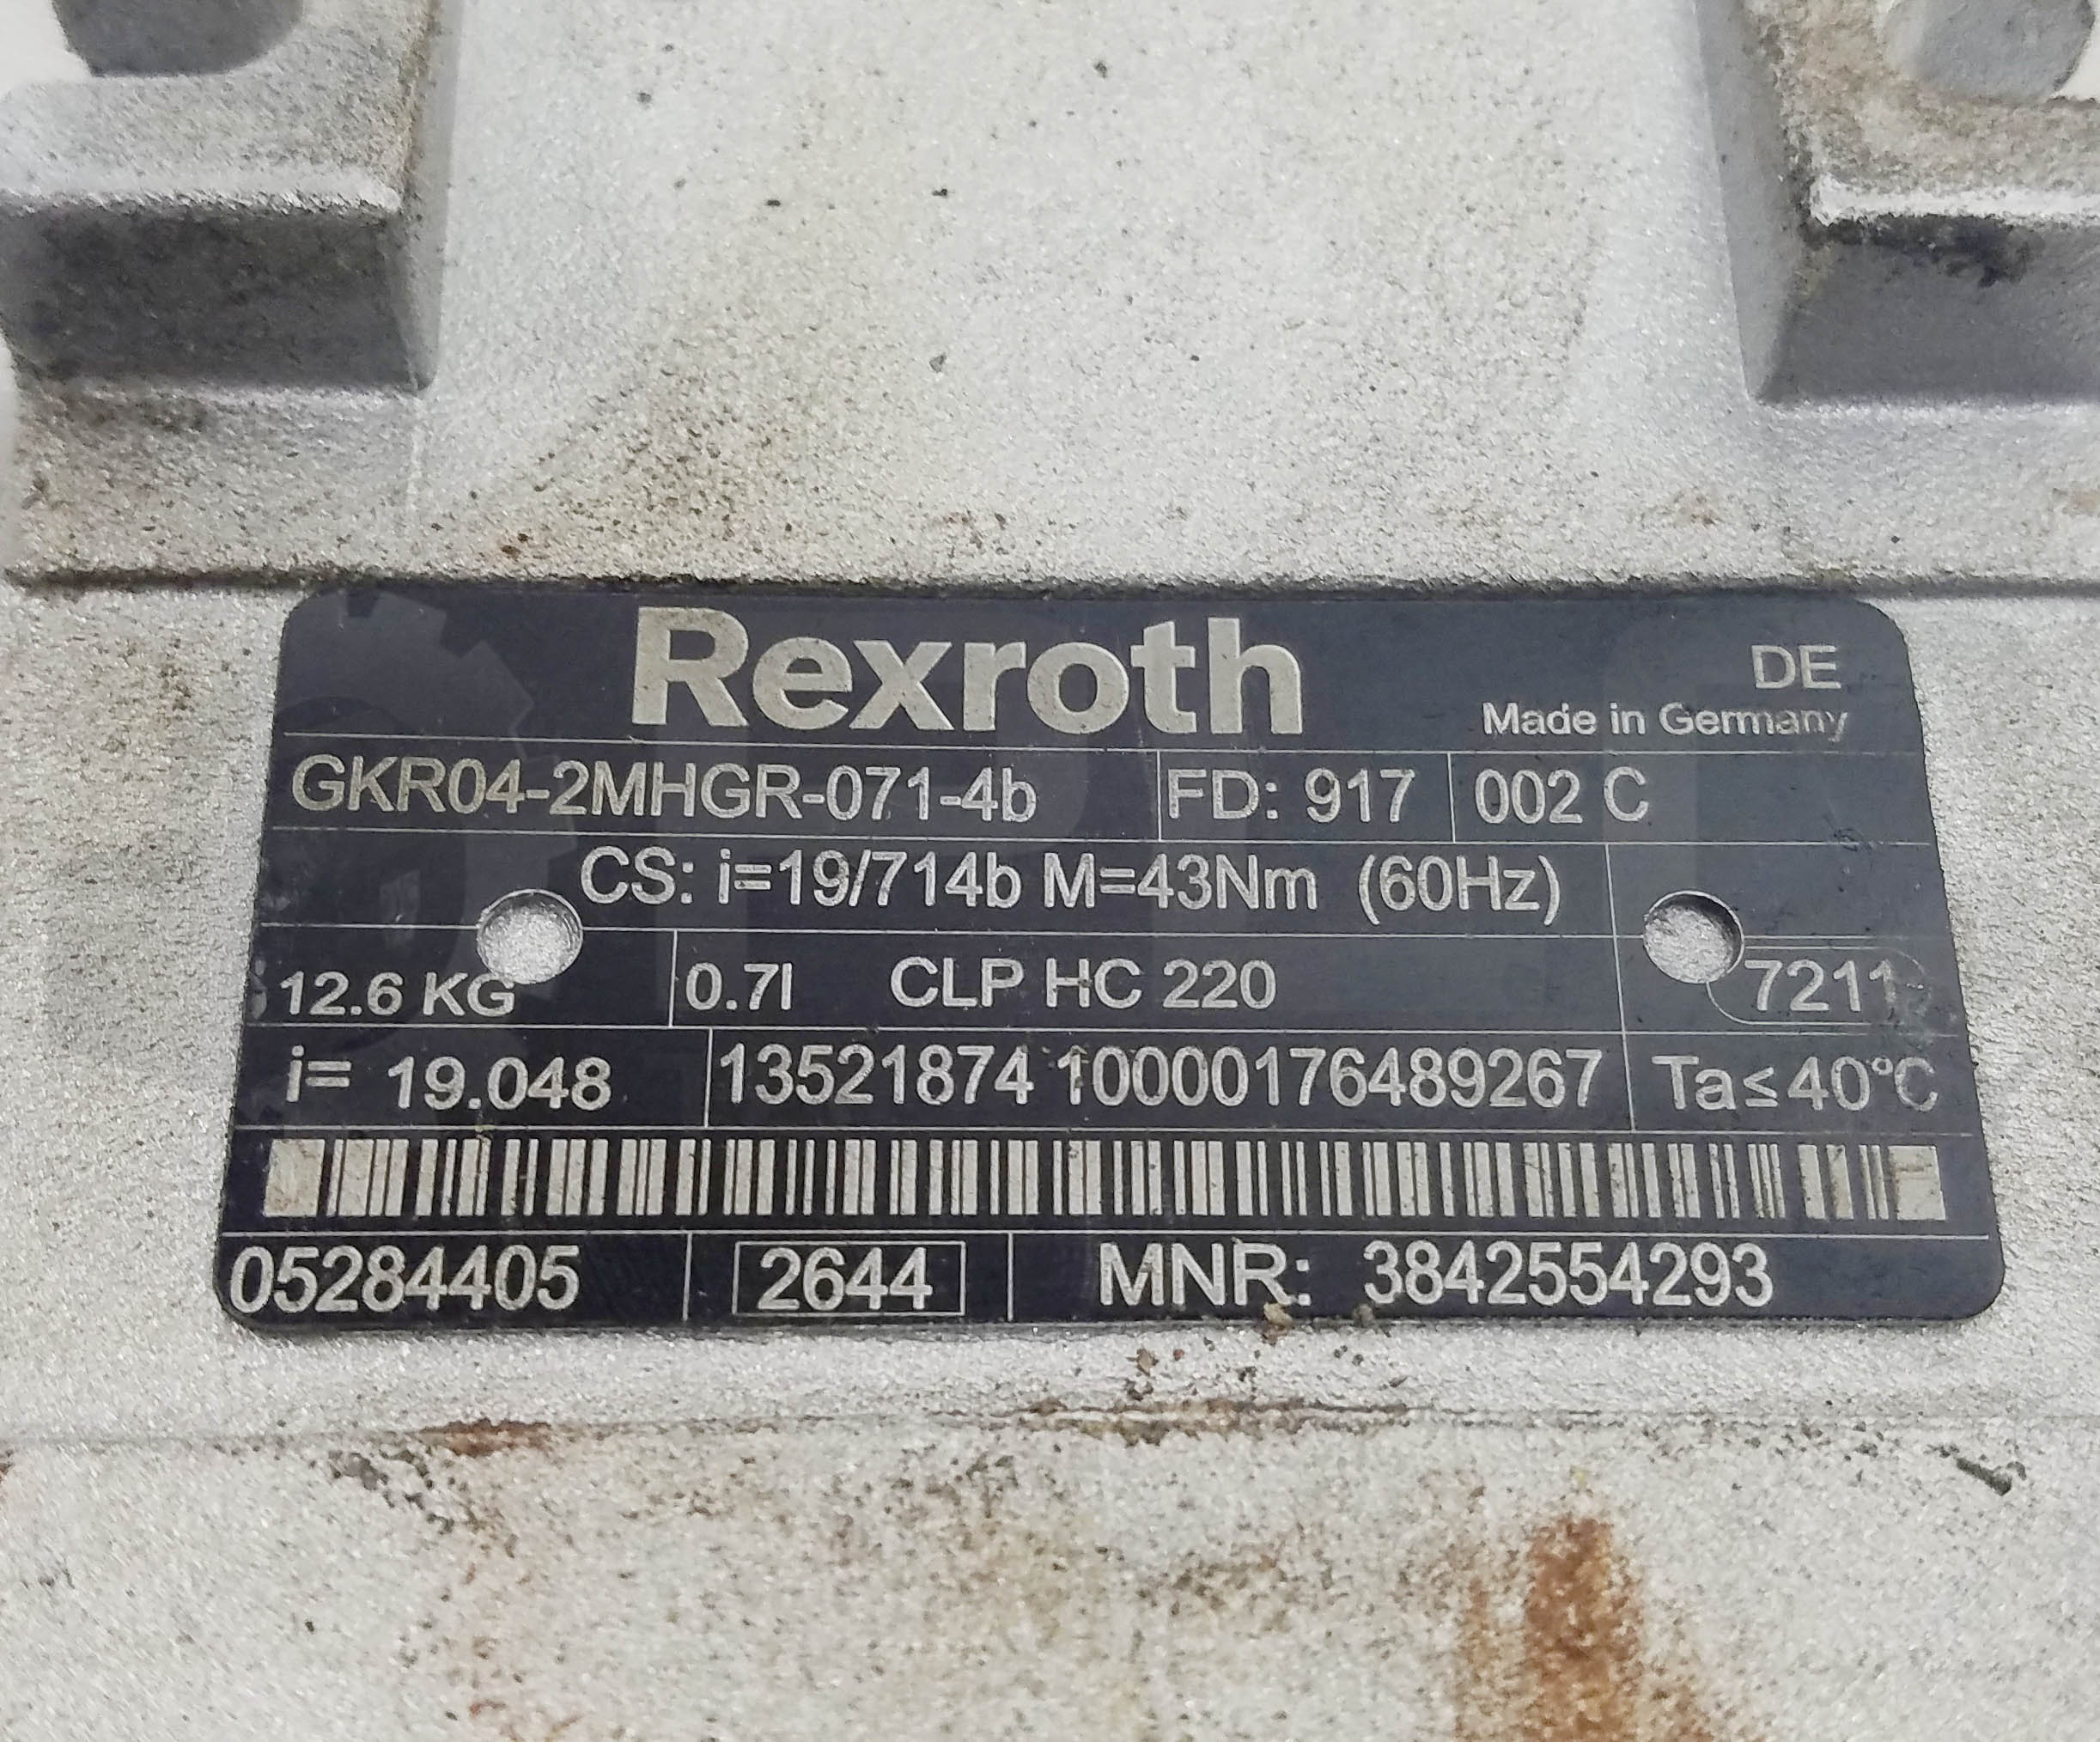 Rexroth
DE
Made in Germany
GKR04-2MHGR-071-4b FD: 917 002 C
CS: i=19/714b M=43Nm (60Hz)
12.6 KG 0.7l CLP HC 220 7211
i= 19.048 13521874 10000176489267 Ta≤40°C
05284405 2644 MNR: 3842554293